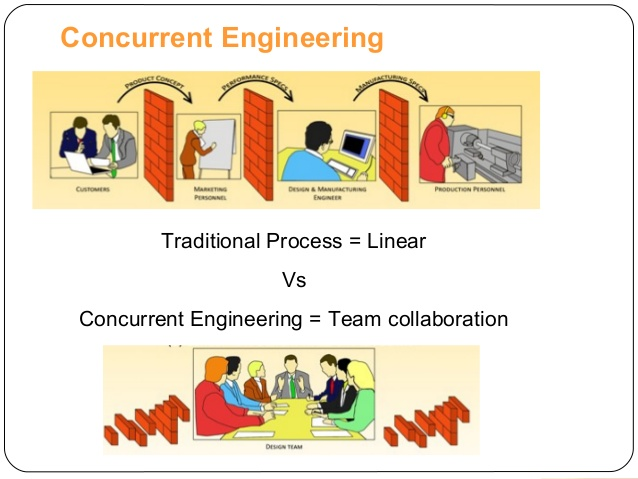 Concurrent Engineering
PRODUCT CONCEPT
PERFORMANCE SPECS
MANUFACTURING SPECS
CUSTOMERS
MARKETING
PERSONNEL
DESIGN & MANUFACTURING
ENGINEER
PRODUCTION PERSONNEL
Traditional Process = Linear
Vs
Concurrent Engineering = Team collaboration
DESIGN TEAM